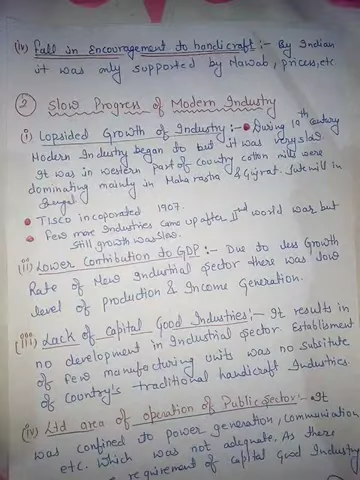 (iv) Fall in Encouragement to handicraft :- By Indian
it was only supported by Nawab, prices, etc.
② Slow Progress of Modern Industry
(i) Lopsided Growth of Industry :- • During 19th century
Modern Industry began to but it was very slow
It was in western part of country cotton mill were
dominating mainly in Maharastra & Gujrat. Jute mill in
Bengal
• TISCO incoporated 1907.
• Few more Industries came up after IInd world war but
still growth was slow.
(ii) Lower Contribution to GDP :- Due to less Growth
Rate of New Industrial sector there was low
level of production & Income Generation.
(iii) Lack of capital Good Industries :- It results in
no development in Industrial sector. Establishment
of few manufacturing units was no subsitute
of Country's traditional handicraft Industries.
(iv) Ltd area of operation of Public sector :- It
was confined to power generation, communication
etc. which was not adequate. As there
requirement of capital Good Industry